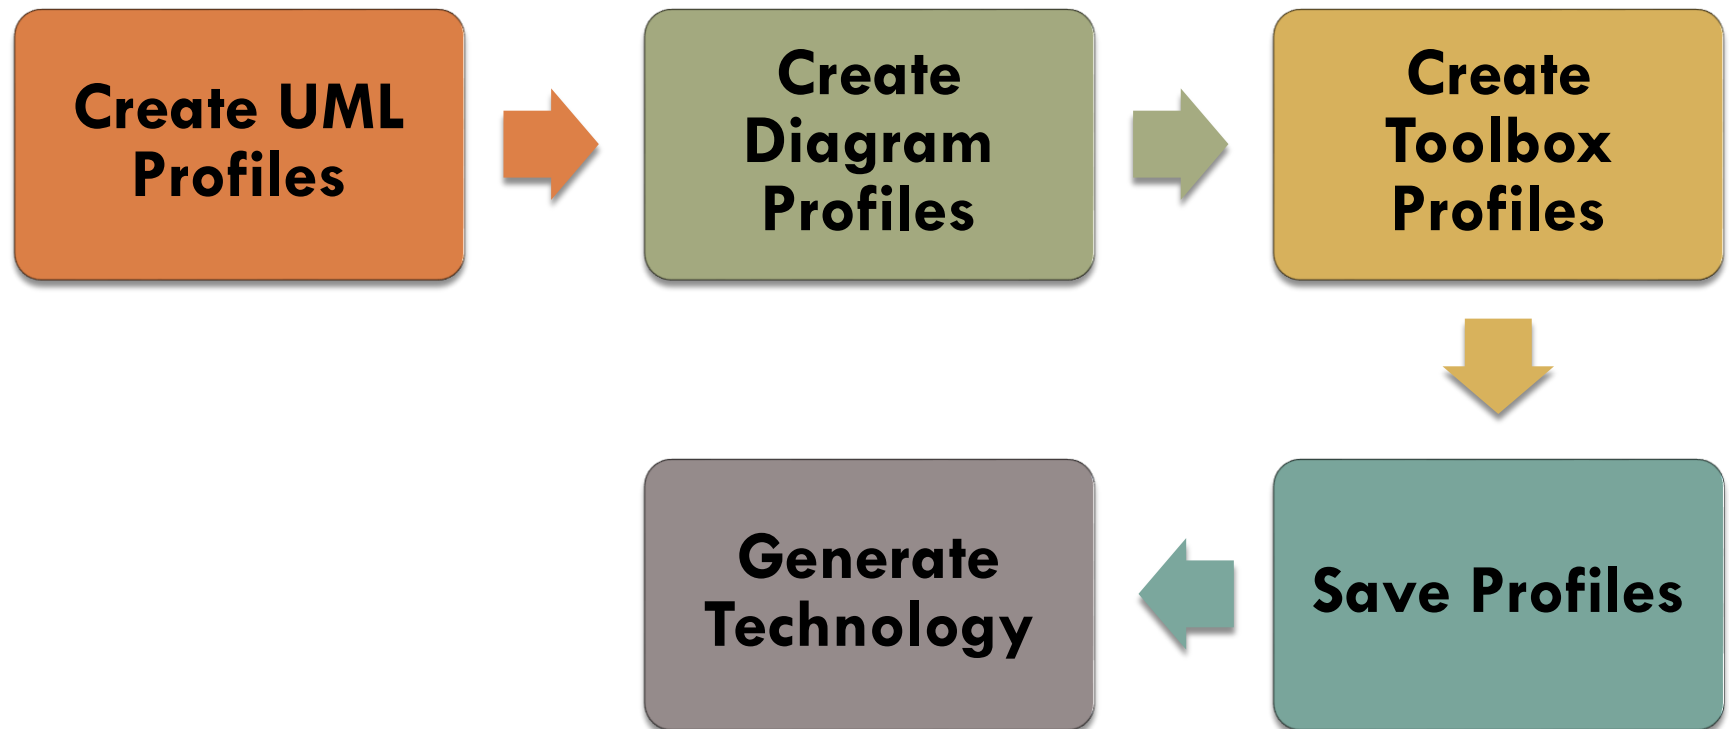 Create UML
Profiles
Create
Diagram
Profiles
Create
Toolbox
Profiles
Save Profiles
Generate
Technology